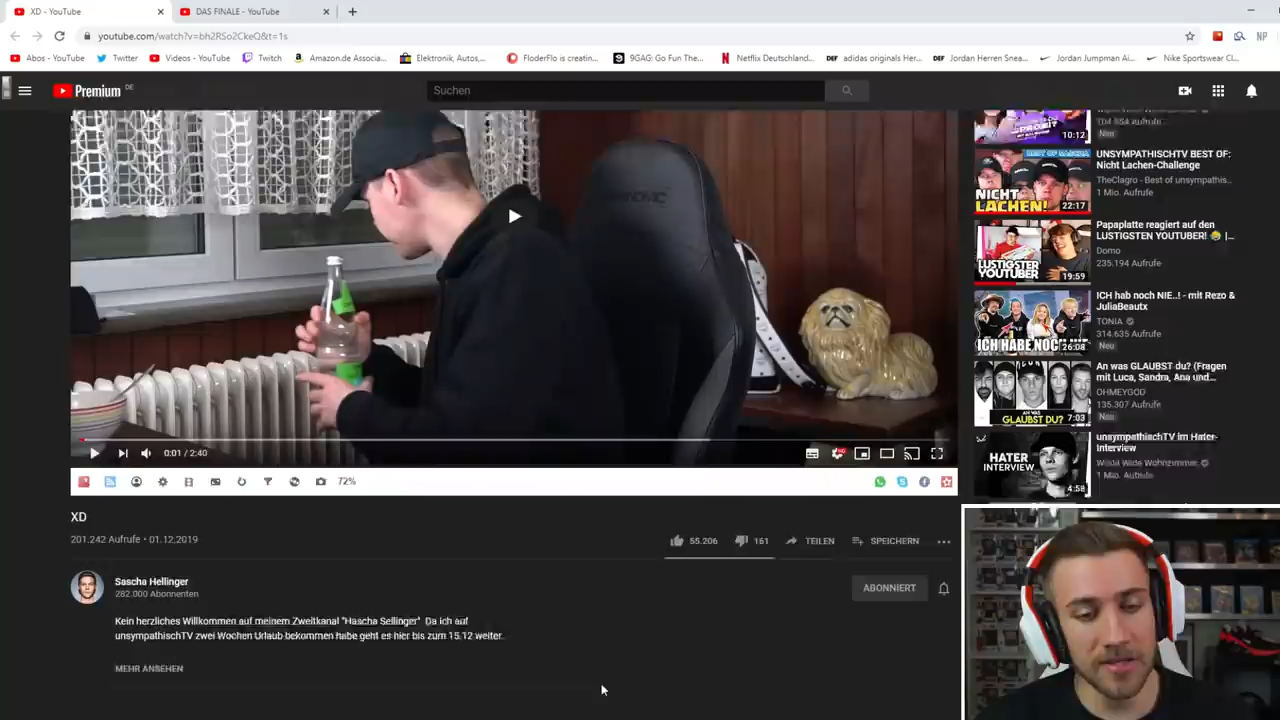 XD - YouTube
DAS FINALE - YouTube
youtube.com/watch?v=bh2RSo2CkeQ&t=1s
NP
Abos - YouTube
Twitter
Videos - YouTube
Twitch
Amazon.de Associa...
Elektronik, Autos,...
FloderFlo is creatin...
9GAG: Go Fun The...
Netflix Deutschland...
adidas originals Her...
Jordan Herren Snea...
Jordan Jumpman Ai...
Nike Sportswear Cl...
Premium DE
Suchen
10:12
Neu
NICHT LACHEN!
22:17
UNSYMPATHISCHTV BEST OF:
Nicht Lachen-Challenge
TheClagro - Best of unsympathis...
1 Mio. Aufrufe
LUSTIGSTER
YOUTUBER!
19:59
Papaplatte reagiert auf den
LUSTIGSTEN YOUTUBER! 😂 |...
Domo
235.194 Aufrufe
26:08
ICH hab noch NIE..! - mit Rezo &
JuliaBeautx
TONIA
314.635 Aufrufe
Neu
AN WAS
GLAUBST DU?
7:03
An was GLAUBST du? (Fragen
mit Luca, Sandra, Ana und...
OHMEYGOD
135.307 Aufrufe
Neu
HATER
INTERVIEW
4:58
unsympathischTV im Hater-
Interview
1 Mio. Aufrufe
0:01 / 2:40
72%
XD
201.242 Aufrufe • 01.12.2019
55.206
161
TEILEN
SPEICHERN
Sascha Hellinger
282.000 Abonnenten
ABONNIERT
Kein herzliches Willkommen auf meinem Zweitkanal "Hascha Sellinger" Da ich auf
unsympathischTV zwei Wochen Urlaub bekommen habe geht es hier bis zum 15.12 weiter.
MEHR ANSEHEN